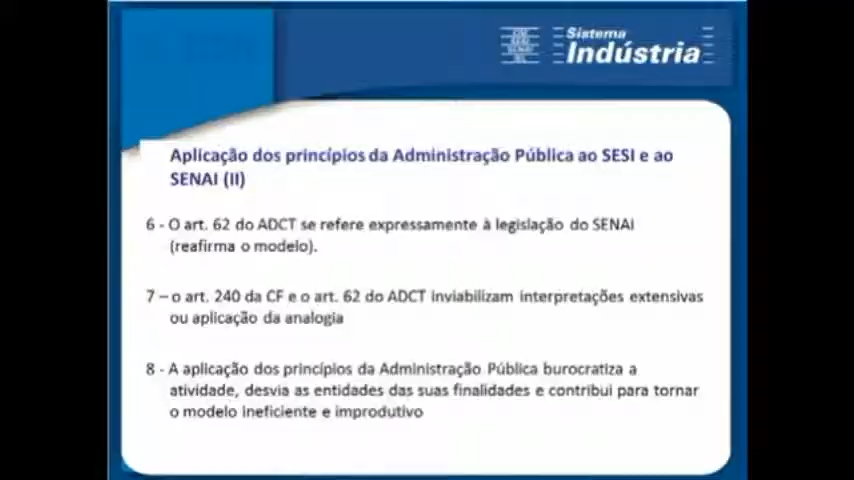 Sistema
Indústria
Aplicação dos princípios da Administração Pública ao SESI e ao
SENAI (II)
6 - O art. 62 do ADCT se refere expressamente à legislação do SENAI
(reafirma o modelo).
7 – o art. 240 da CF e o art. 62 do ADCT inviabilizam interpretações extensivas
ou aplicação da analogia
8 - A aplicação dos princípios da Administração Pública burocratiza a
atividade, desvia as entidades das suas finalidades e contribui para tornar
o modelo ineficiente e improdutivo